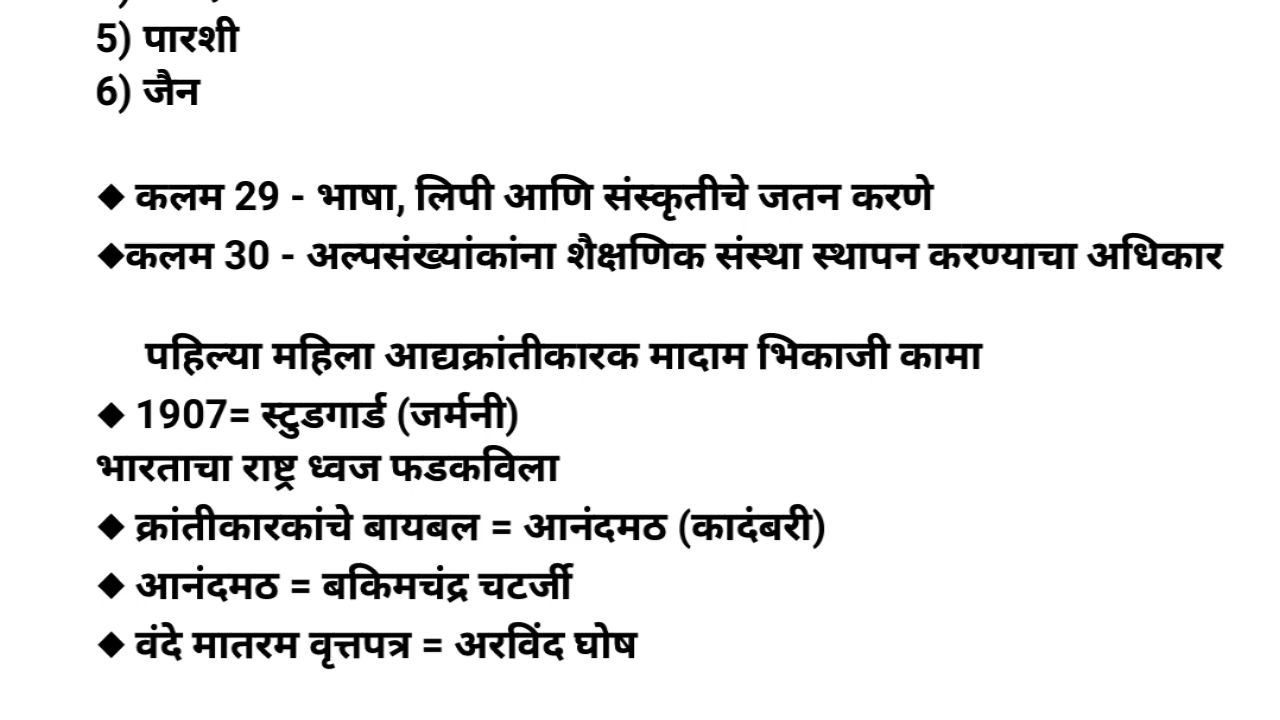 5) पारशी
6) जैन
◆ कलम 29 - भाषा, लिपी आणि संस्कृतीचे जतन करणे
◆कलम 30 - अल्पसंख्यांकांना शैक्षणिक संस्था स्थापन करण्याचा अधिकार
पहिल्या महिला आद्यक्रांतीकारक मादाम भिकाजी कामा
◆ 1907= स्टुडगार्ड (जर्मनी)
भारताचा राष्ट्र ध्वज फडकविला
◆ क्रांतीकारकांचे बायबल = आनंदमठ (कादंबरी)
◆ आनंदमठ = बकिमचंद्र चटर्जी
◆ वंदे मातरम वृत्तपत्र = अरविंद घोष